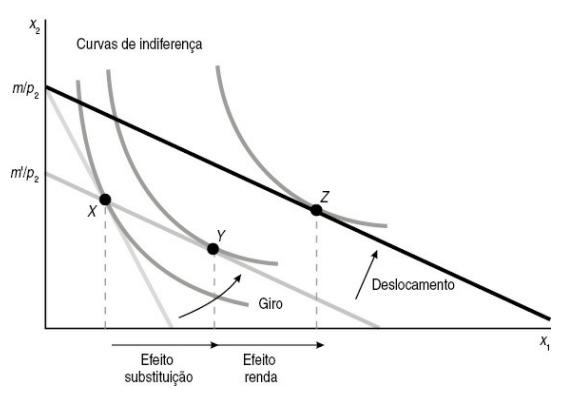 x₂
Curvas de indiferença
m/p₂
m'/p₂
X
Y
Z
Deslocamento
Giro
x₁
Efeito
substituição
Efeito
renda